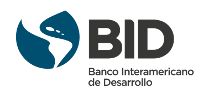 BID
Banco Interamericano
de Desarrollo